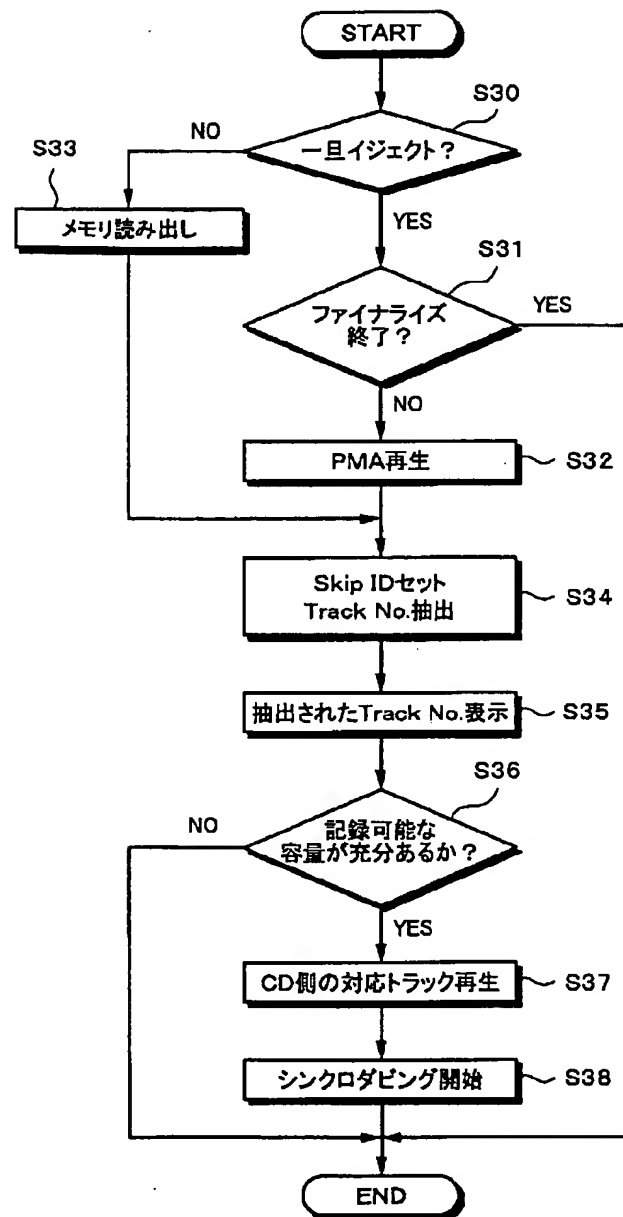 START
S30
NO
一旦イジェクト？
S33
メモリ読み出し
YES
S31
ファイナライズ
終了？
YES
NO
PMA再生
S32
Skip IDセット
Track No.抽出
S34
抽出されたTrack No.表示
S35
S36
NO
記録可能な
容量が充分あるか？
YES
CD側の対応トラック再生
S37
シンクロダビング開始
S38
END